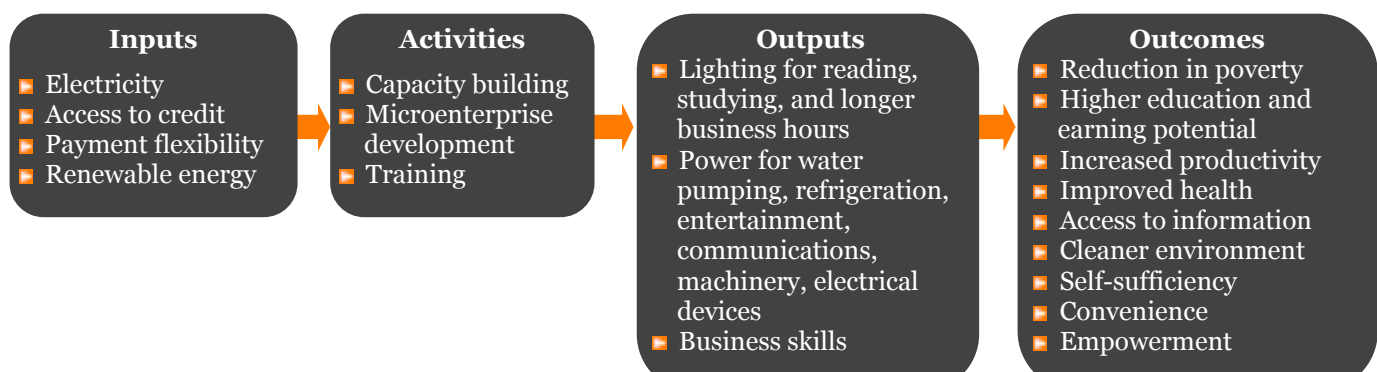 Inputs
Electricity
Access to credit
Payment flexibility
Renewable energy
Activities
Capacity building
Microenterprise
development
Training
Outputs
Lighting for reading,
studying, and longer
business hours
Power for water
pumping, refrigeration,
entertainment,
communications,
machinery, electrical
devices
Business skills
Outcomes
Reduction in poverty
Higher education and
earning potential
Increased productivity
Improved health
Access to information
Cleaner environment
Self-sufficiency
Convenience
Empowerment